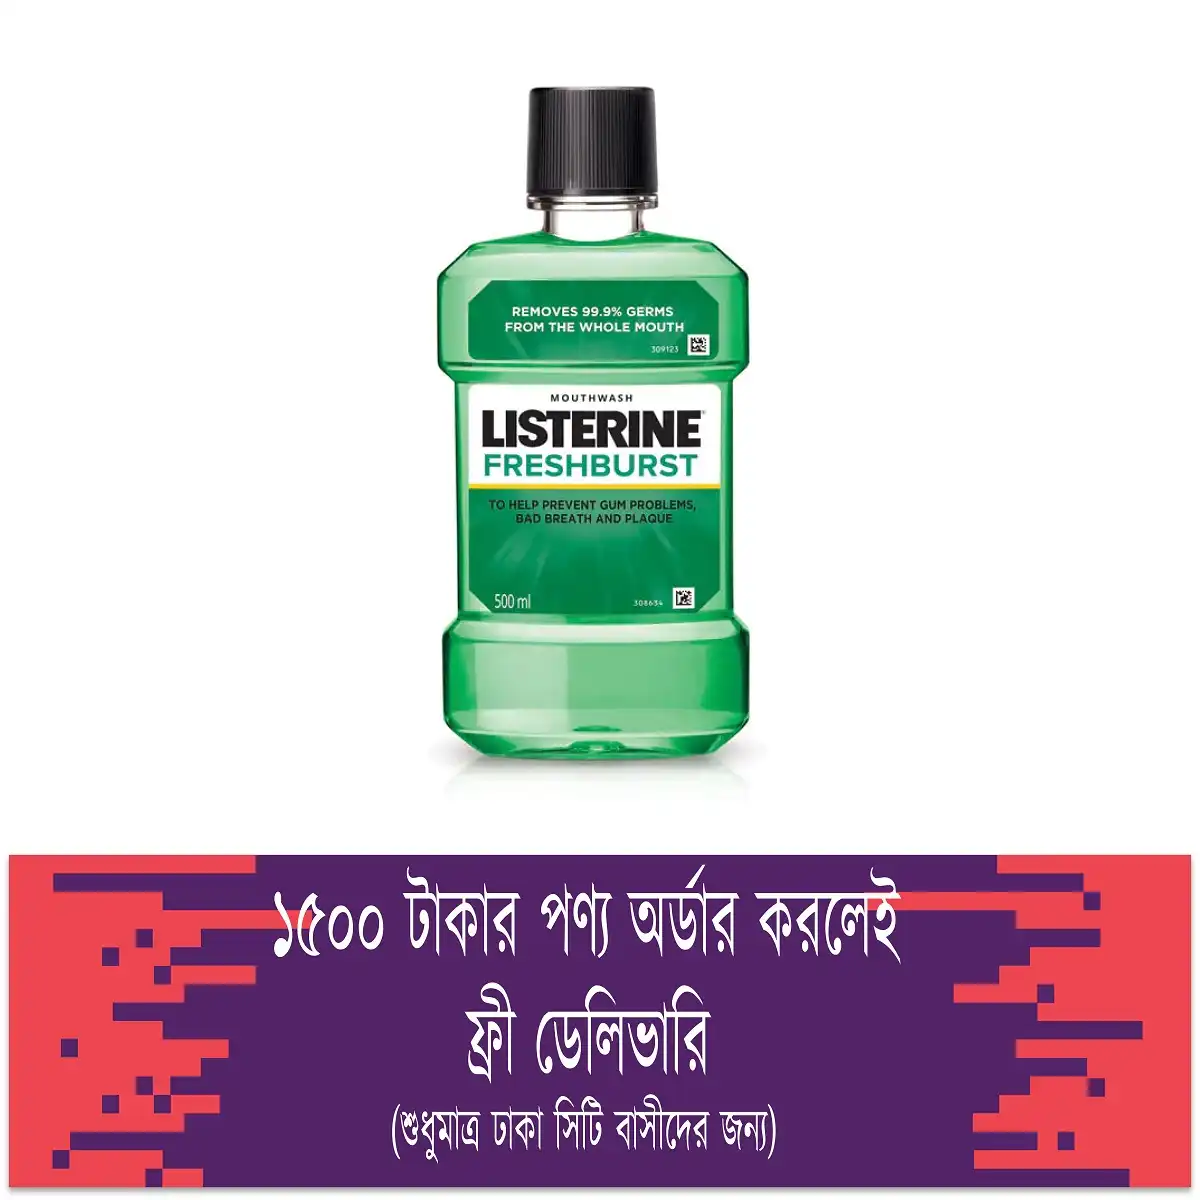 REMOVES 99.9% GERMS
FROM THE WHOLE MOUTH
309123
MOUTHWASH
LISTERINE®
FRESHBURST
TO HELP PREVENT GUM PROBLEMS,
BAD BREATH AND PLAQUE
500 ml
308634
১৫০০ টাকার পণ্য অর্ডার করলেই
ফ্রী ডেলিভারি
(শুধুমাত্র ঢাকা সিটি বাসীদের জন্য)